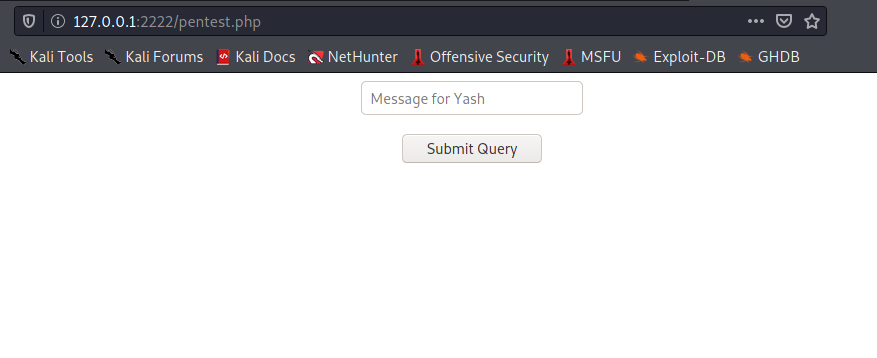 127.0.0.1:2222/pentest.php
Kali Tools Kali Forums Kali Docs NetHunter Offensive Security MSFU Exploit-DB GHDB
Message for Yash
Submit Query